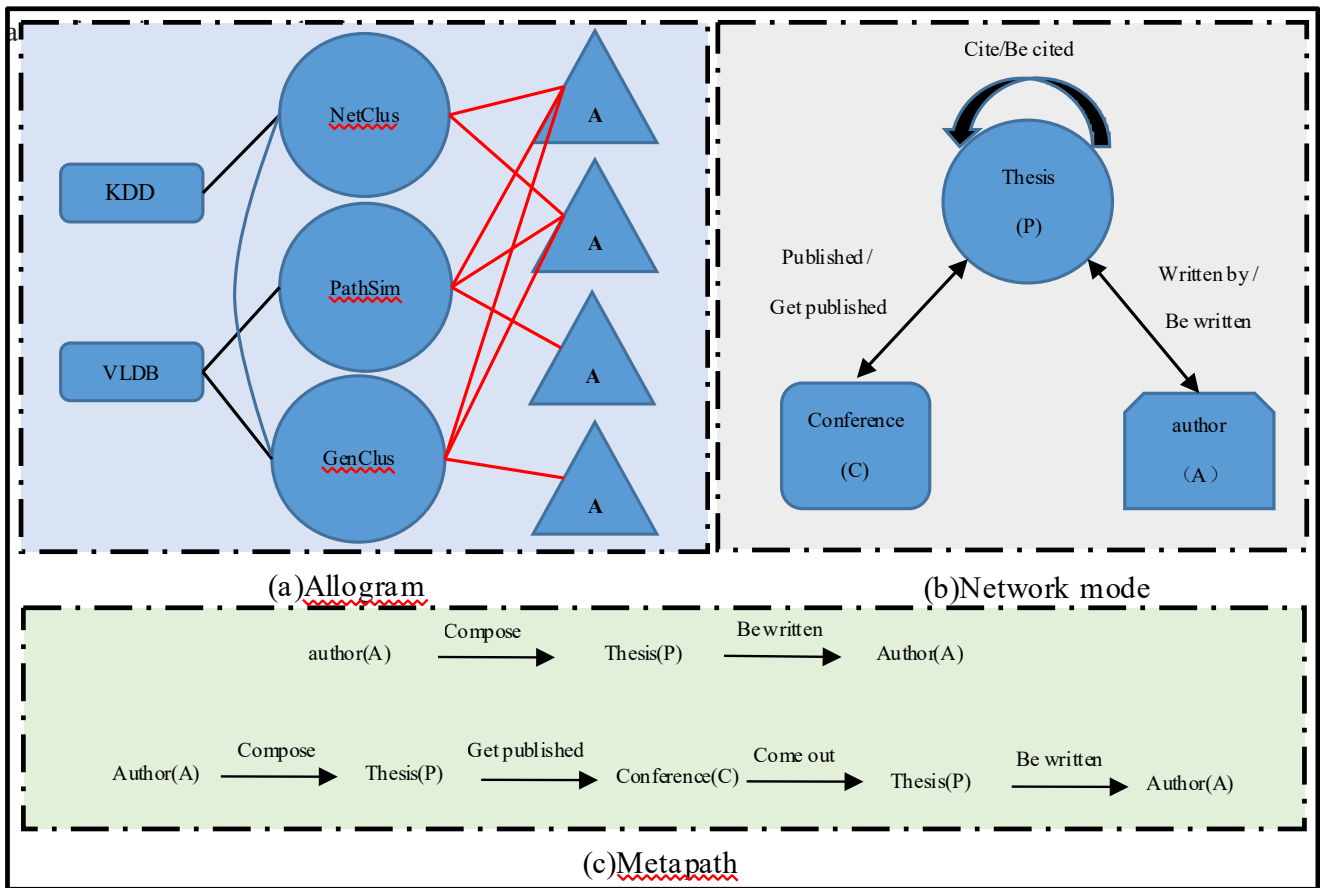 a
NetClus
A
KDD
PathSim
A
VLDB
A
GenClus
A
(a)Allogram
Cite/Be cited
Thesis
(P)
Published /
Get published
Written by /
Be written
Conference
(C)
author
（A）
(b)Network mode
author(A)
Compose
Thesis(P)
Be written
Author(A)
Author(A)
Compose
Thesis(P)
Get published
Conference(C)
Come out
Thesis(P)
Be written
Author(A)
(c)Metapath